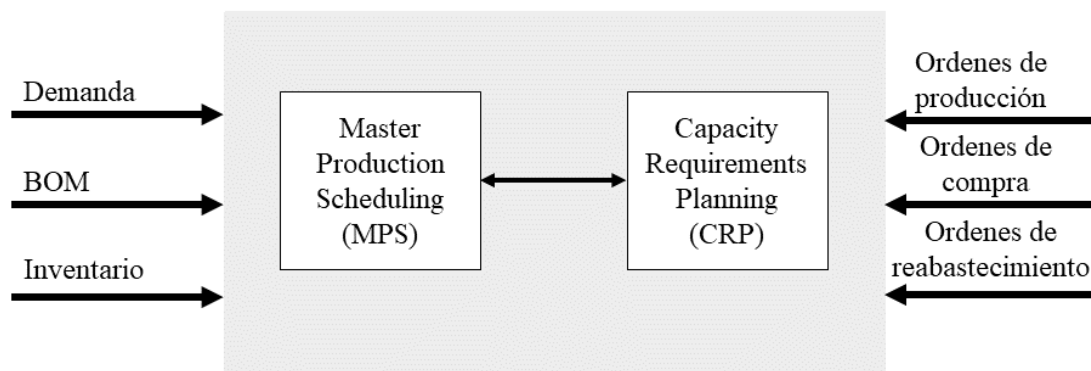 Demanda
BOM
Inventario
Master
Production
Scheduling
(MPS)
Capacity
Requirements
Planning
(CRP)
Ordenes de
producción
Ordenes de
compra
Ordenes de
reabastecimiento